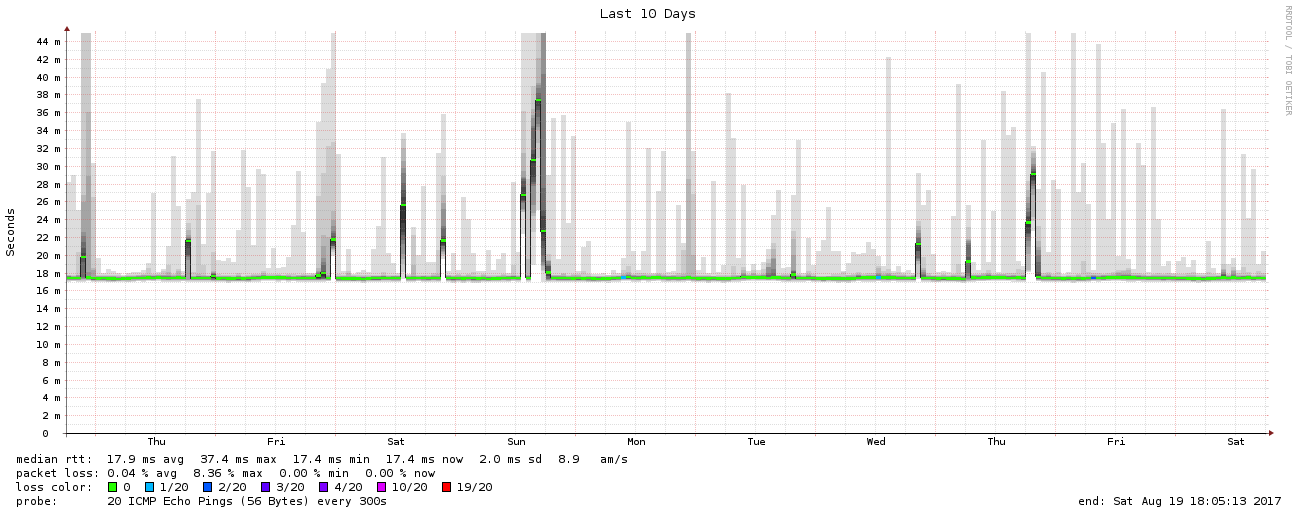 Last 10 Days
RRDTOOL / TOBI OETIKER
Seconds
44 m
42 m
40 m
38 m
36 m
34 m
32 m
30 m
28 m
26 m
24 m
22 m
20 m
18 m
16 m
14 m
12 m
10 m
8 m
6 m
4 m
2 m
0
Thu Fri Sat Sun Mon Tue Wed Thu Fri Sat
median rtt: 17.9 ms avg 37.4 ms max 17.4 ms min 17.4 ms now 2.0 ms sd 8.9 am/s
packet loss: 0.04 % avg 8.36 % max 0.00 % min 0.00 % now
loss color: 0 1/20 2/20 3/20 4/20 10/20 19/20
probe: 20 ICMP Echo Pings (56 Bytes) every 300s end: Sat Aug 19 18:05:13 2017